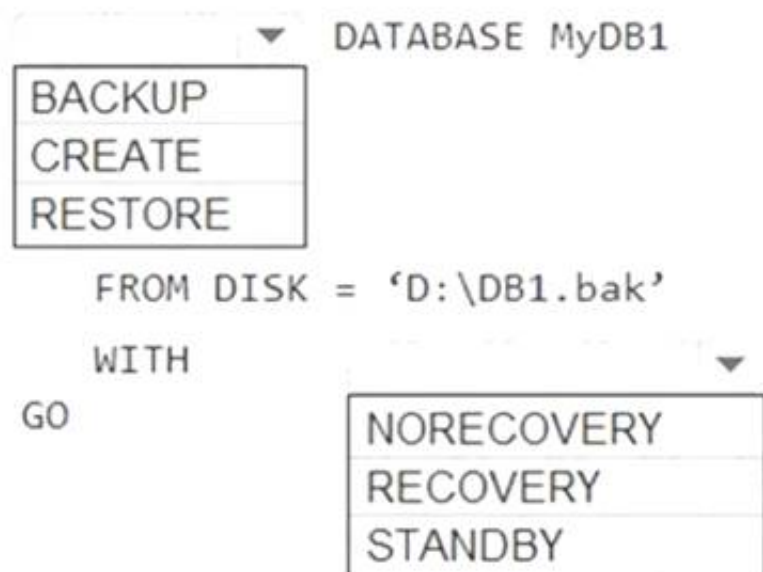 DATABASE MyDB1
BACKUP
CREATE
RESTORE
FROM DISK = ‘D:\DB1.bak’
WITH
GO
NORECOVERY
RECOVERY
STANDBY